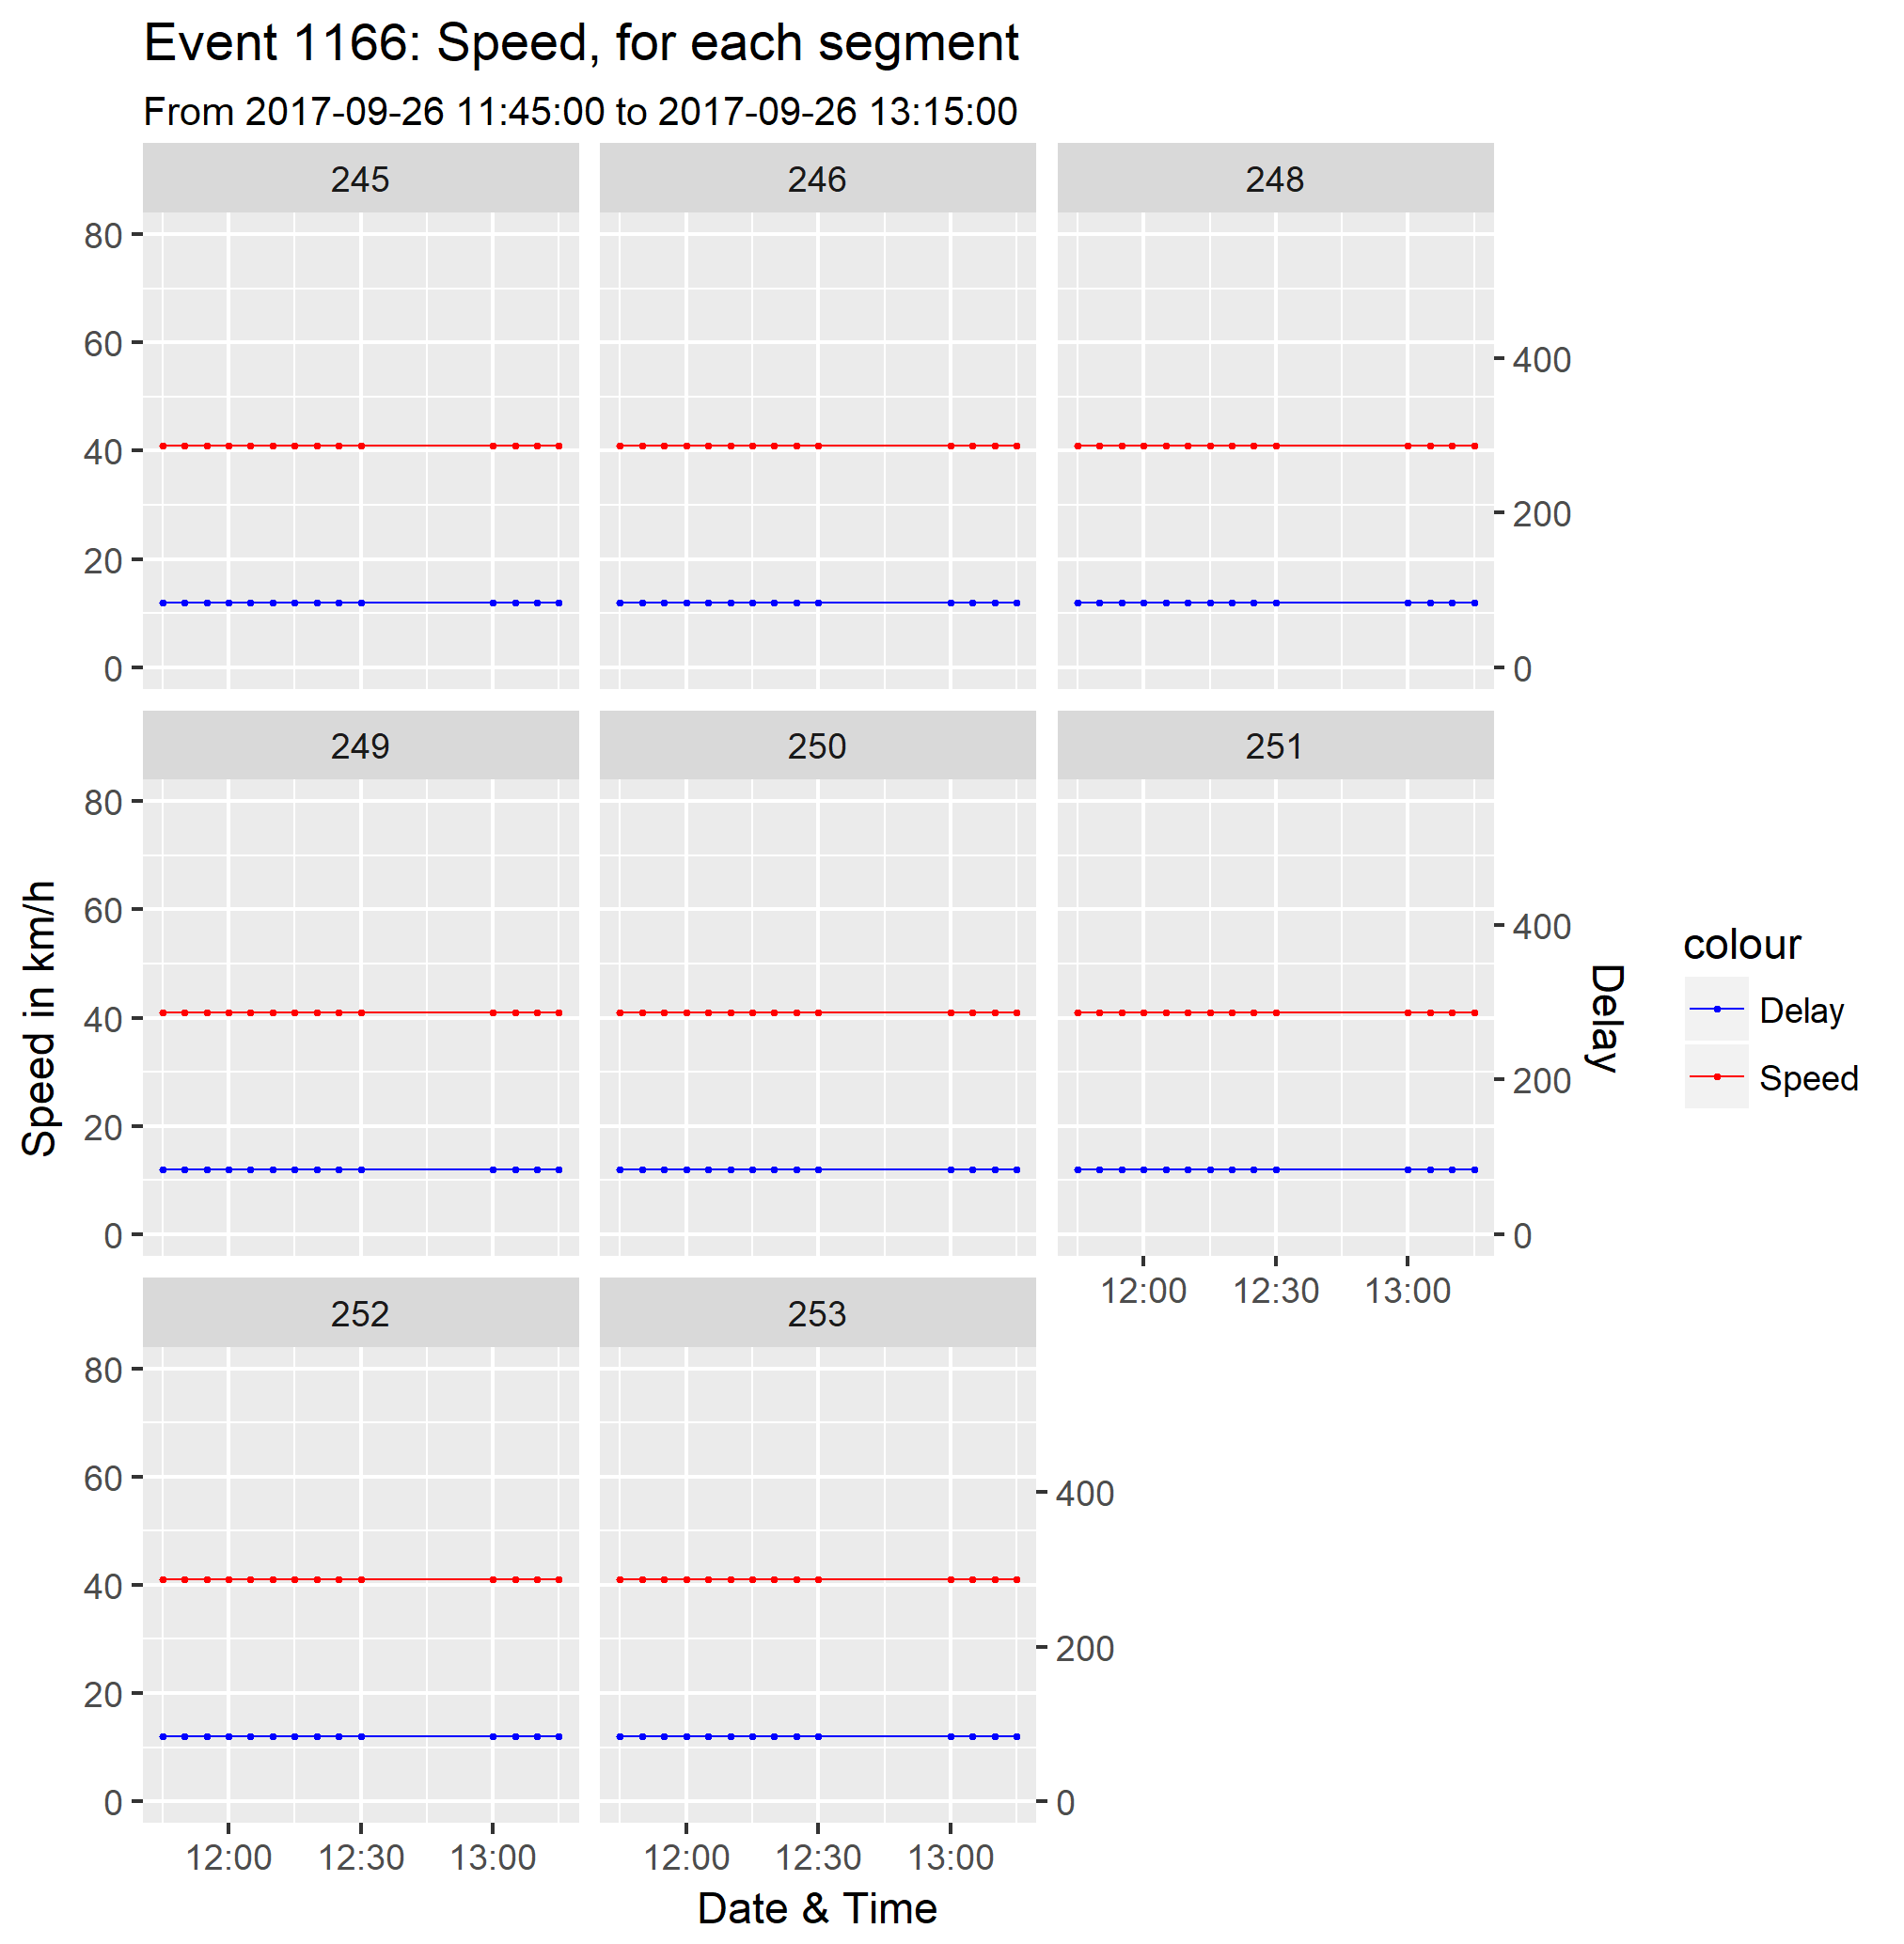 Event 1166: Speed, for each segment
From 2017-09-26 11:45:00 to 2017-09-26 13:15:00
245
246
248
80
60
40
20
0
400
200
0
249
250
251
80
60
40
20
0
400
200
0
12:00 12:30 13:00
252
253
80
60
40
20
0
400
200
0
12:00 12:30 13:00
12:00 12:30 13:00
Speed in km/h
Date & Time
Delay
colour
Delay
Speed